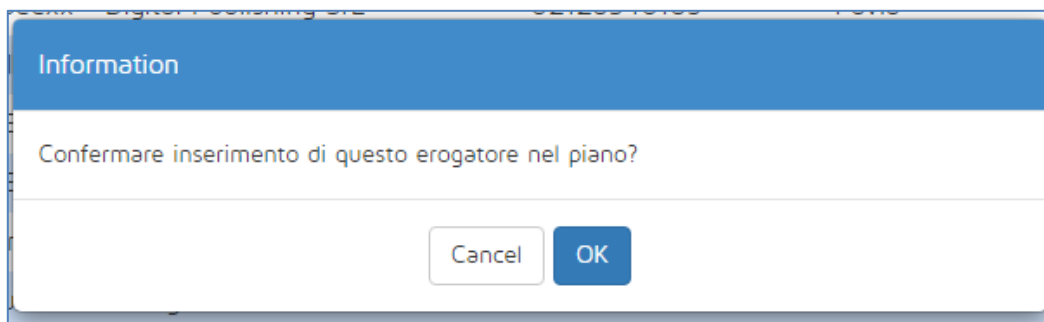 Information
Confermare inserimento di questo erogatore nel piano?
Cancel OK